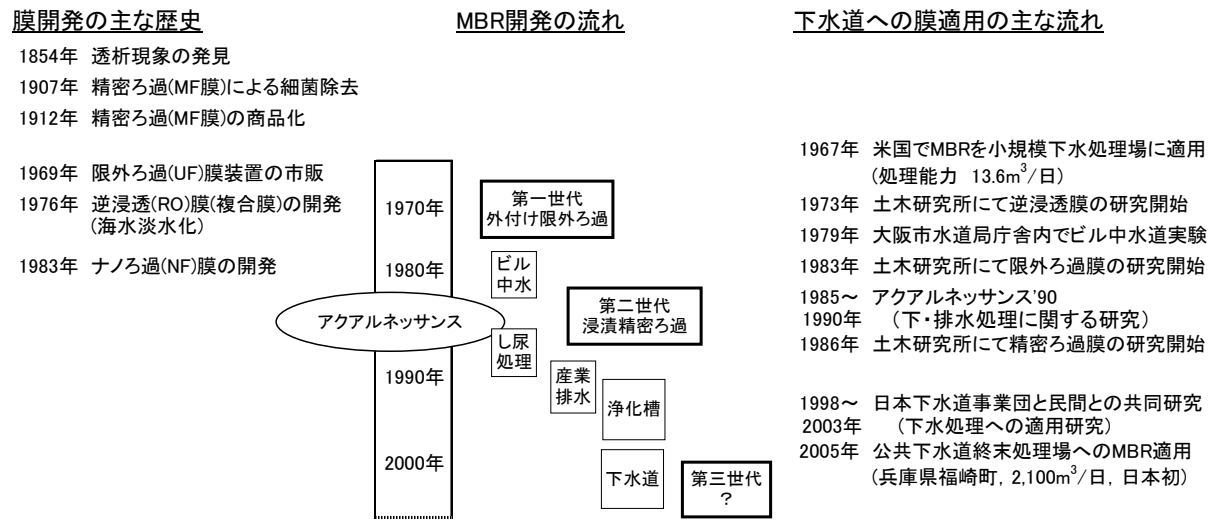 膜開発の主な歴史
1854年 透析現象の発見
1907年 精密ろ過(MF膜)による細菌除去
1912年 精密ろ過(MF膜)の商品化
1969年 限外ろ過(UF)膜装置の市販
1976年 逆浸透(RO)膜(複合膜)の開発
(海水淡水化)
1983年 ナノろ過(NF)膜の開発
MBR開発の流れ
1970年
1980年
アクアルネッサンス
1990年
2000年
第一世代
外付け限外ろ過
ビル
中水
第二世代
浸漬精密ろ過
し尿
処理
産業
排水
浄化槽
下水道
第三世代
?
下水道への膜適用の主な流れ
1967年 米国でMBRを小規模下水処理場に適用
(処理能力 13.6m³/日)
1973年 土木研究所にて逆浸透膜の研究開始
1979年 大阪市水道局庁舎内でビル中水道実験
1983年 土木研究所にて限外ろ過膜の研究開始
1985~ アクアルネッサンス'90
1990年 (下・排水処理に関する研究)
1986年 土木研究所にて精密ろ過膜の研究開始
1998~ 日本下水道事業団と民間との共同研究
2003年 (下水処理への適用研究)
2005年 公共下水道終末処理場へのMBR適用
(兵庫県福崎町, 2,100m³/日, 日本初)